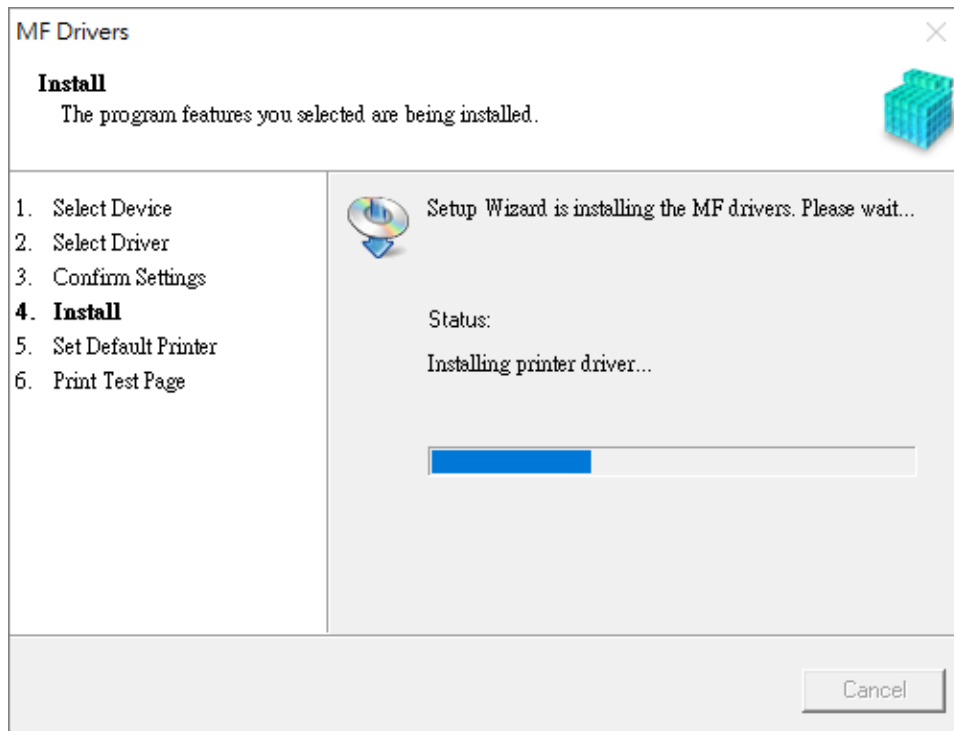 MF Drivers
Install
The program features you selected are being installed.
1. Select Device
2. Select Driver
3. Confirm Settings
4. Install
5. Set Default Printer
6. Print Test Page
Setup Wizard is installing the MF drivers. Please wait...
Status:
Installing printer driver...
Cancel